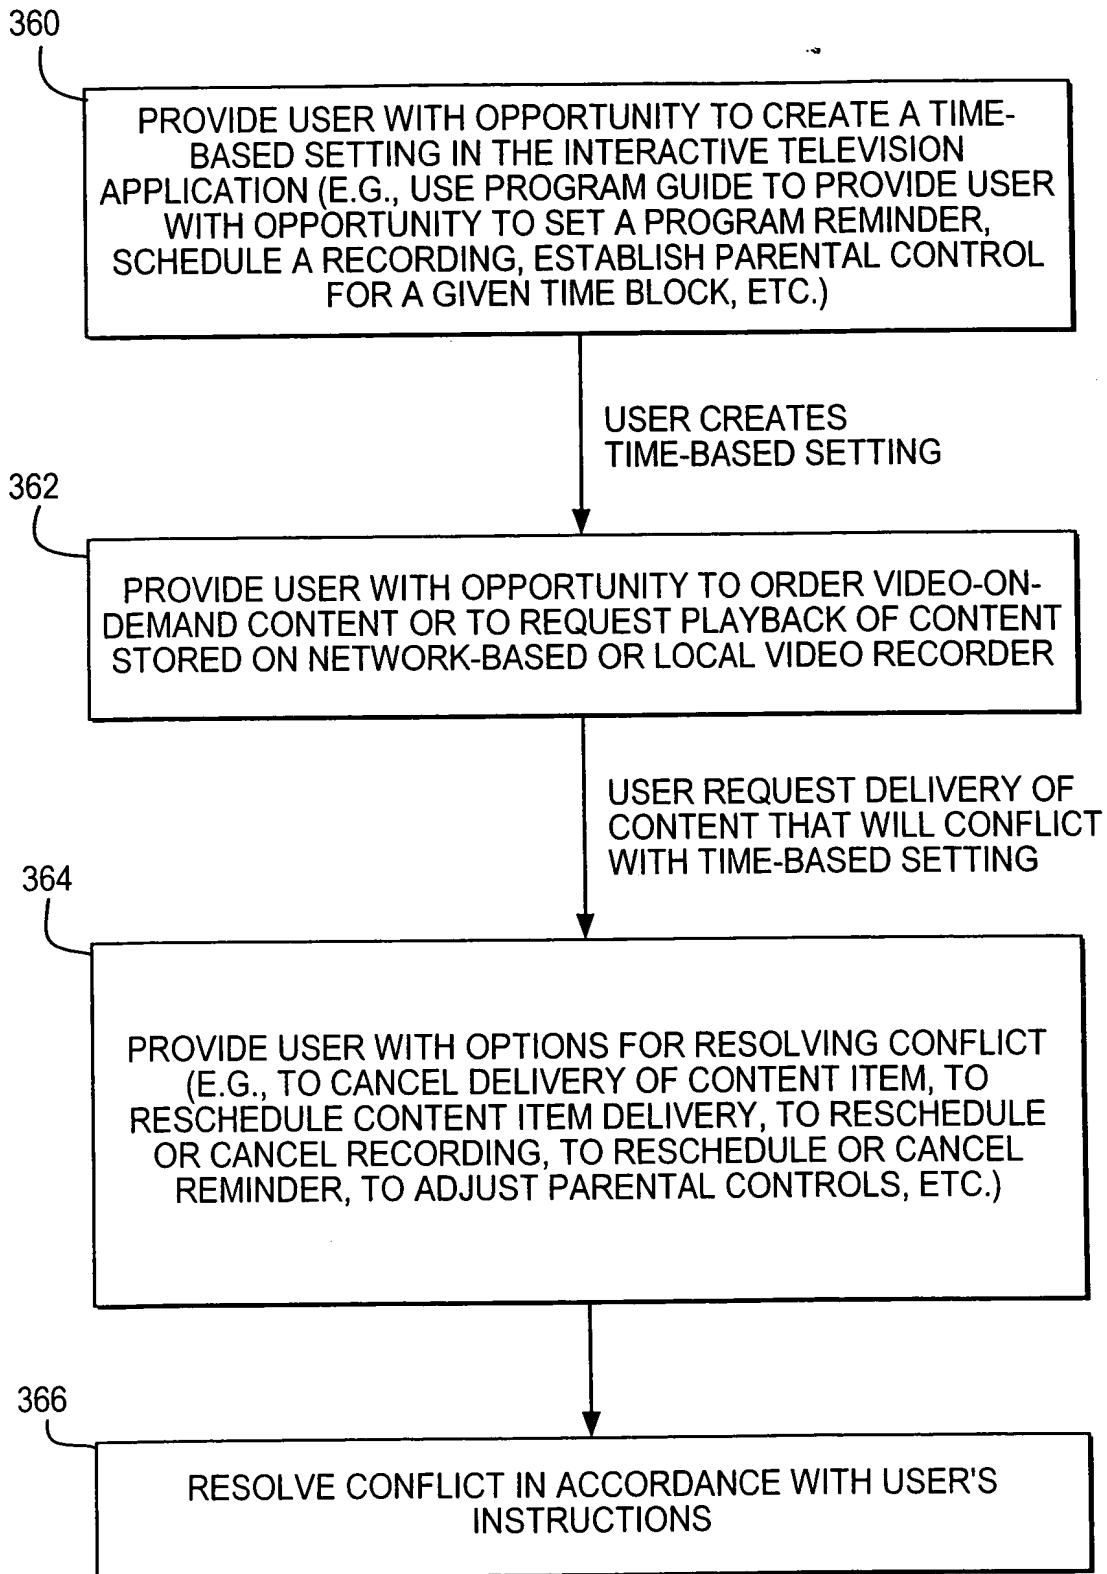 360
PROVIDE USER WITH OPPORTUNITY TO CREATE A TIME-
BASED SETTING IN THE INTERACTIVE TELEVISION
APPLICATION (E.G., USE PROGRAM GUIDE TO PROVIDE USER
WITH OPPORTUNITY TO SET A PROGRAM REMINDER,
SCHEDULE A RECORDING, ESTABLISH PARENTAL CONTROL
FOR A GIVEN TIME BLOCK, ETC.)
USER CREATES
TIME-BASED SETTING
362
PROVIDE USER WITH OPPORTUNITY TO ORDER VIDEO-ON-
DEMAND CONTENT OR TO REQUEST PLAYBACK OF CONTENT
STORED ON NETWORK-BASED OR LOCAL VIDEO RECORDER
USER REQUEST DELIVERY OF
CONTENT THAT WILL CONFLICT
WITH TIME-BASED SETTING
364
PROVIDE USER WITH OPTIONS FOR RESOLVING CONFLICT
(E.G., TO CANCEL DELIVERY OF CONTENT ITEM, TO
RESCHEDULE CONTENT ITEM DELIVERY, TO RESCHEDULE
OR CANCEL RECORDING, TO RESCHEDULE OR CANCEL
REMINDER, TO ADJUST PARENTAL CONTROLS, ETC.)
366
RESOLVE CONFLICT IN ACCORDANCE WITH USER'S
INSTRUCTIONS